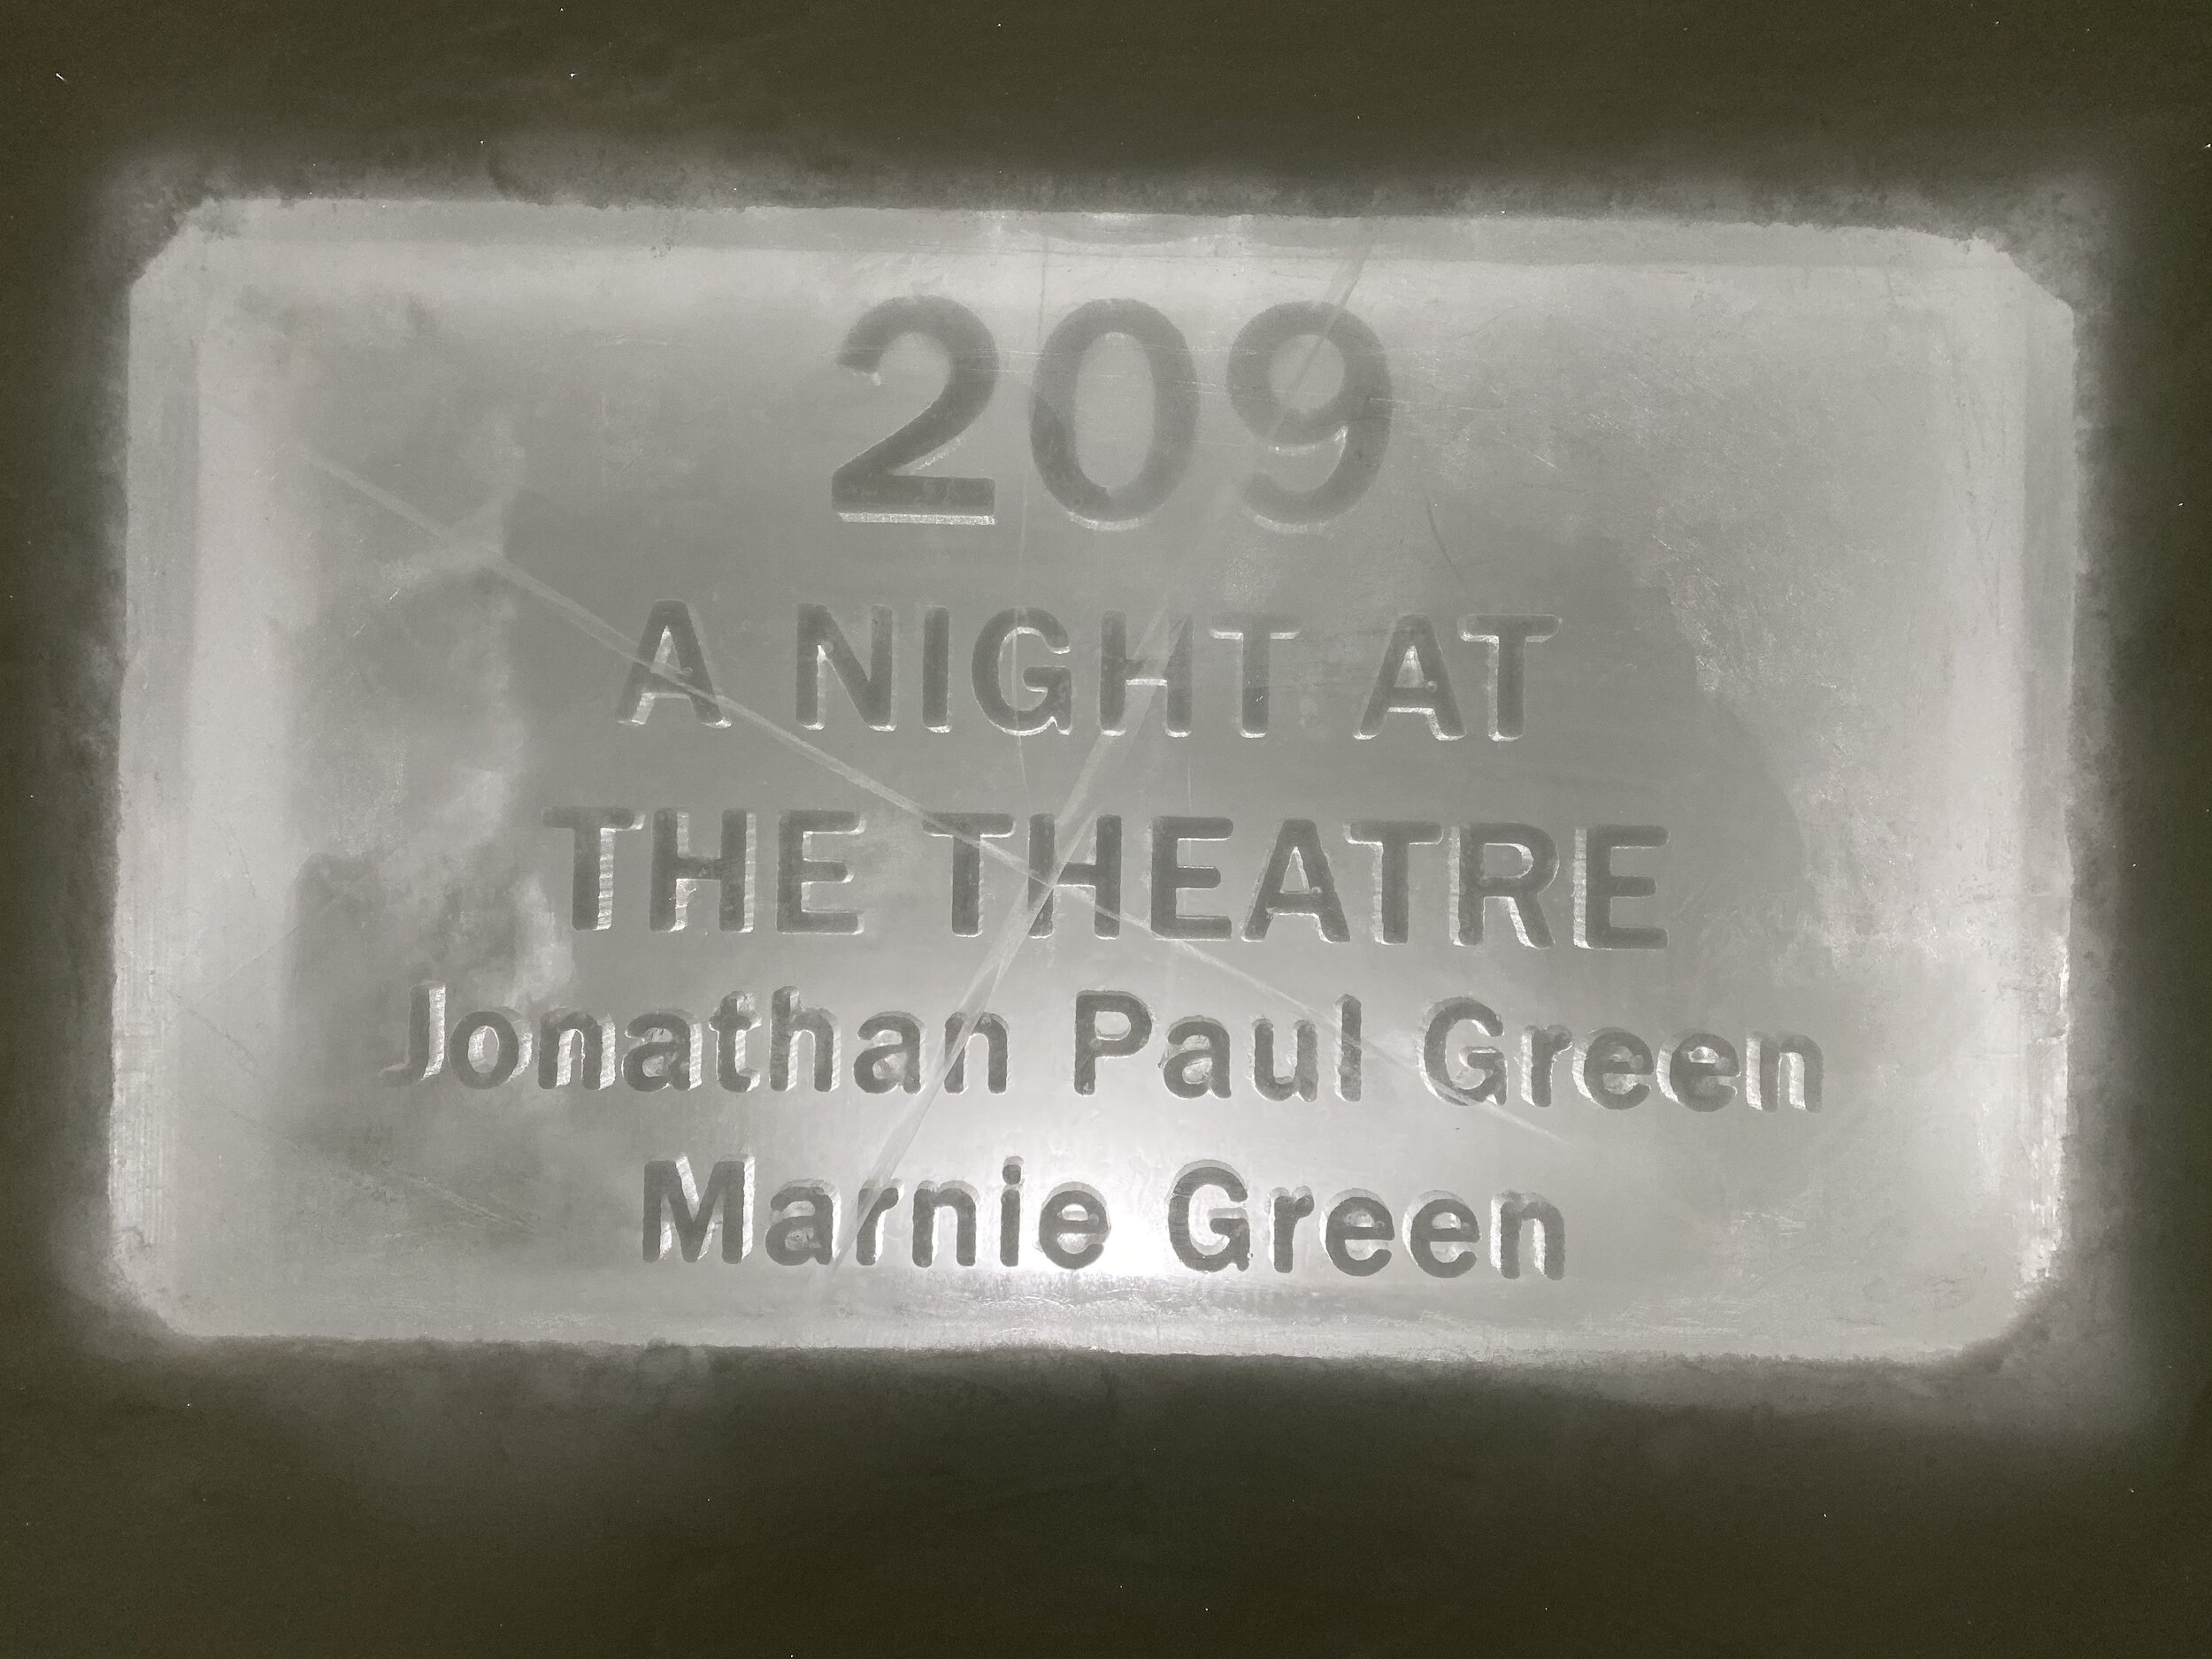 209
A NIGHT AT
THE THEATRE
Jonathan Paul Green
Marnie Green